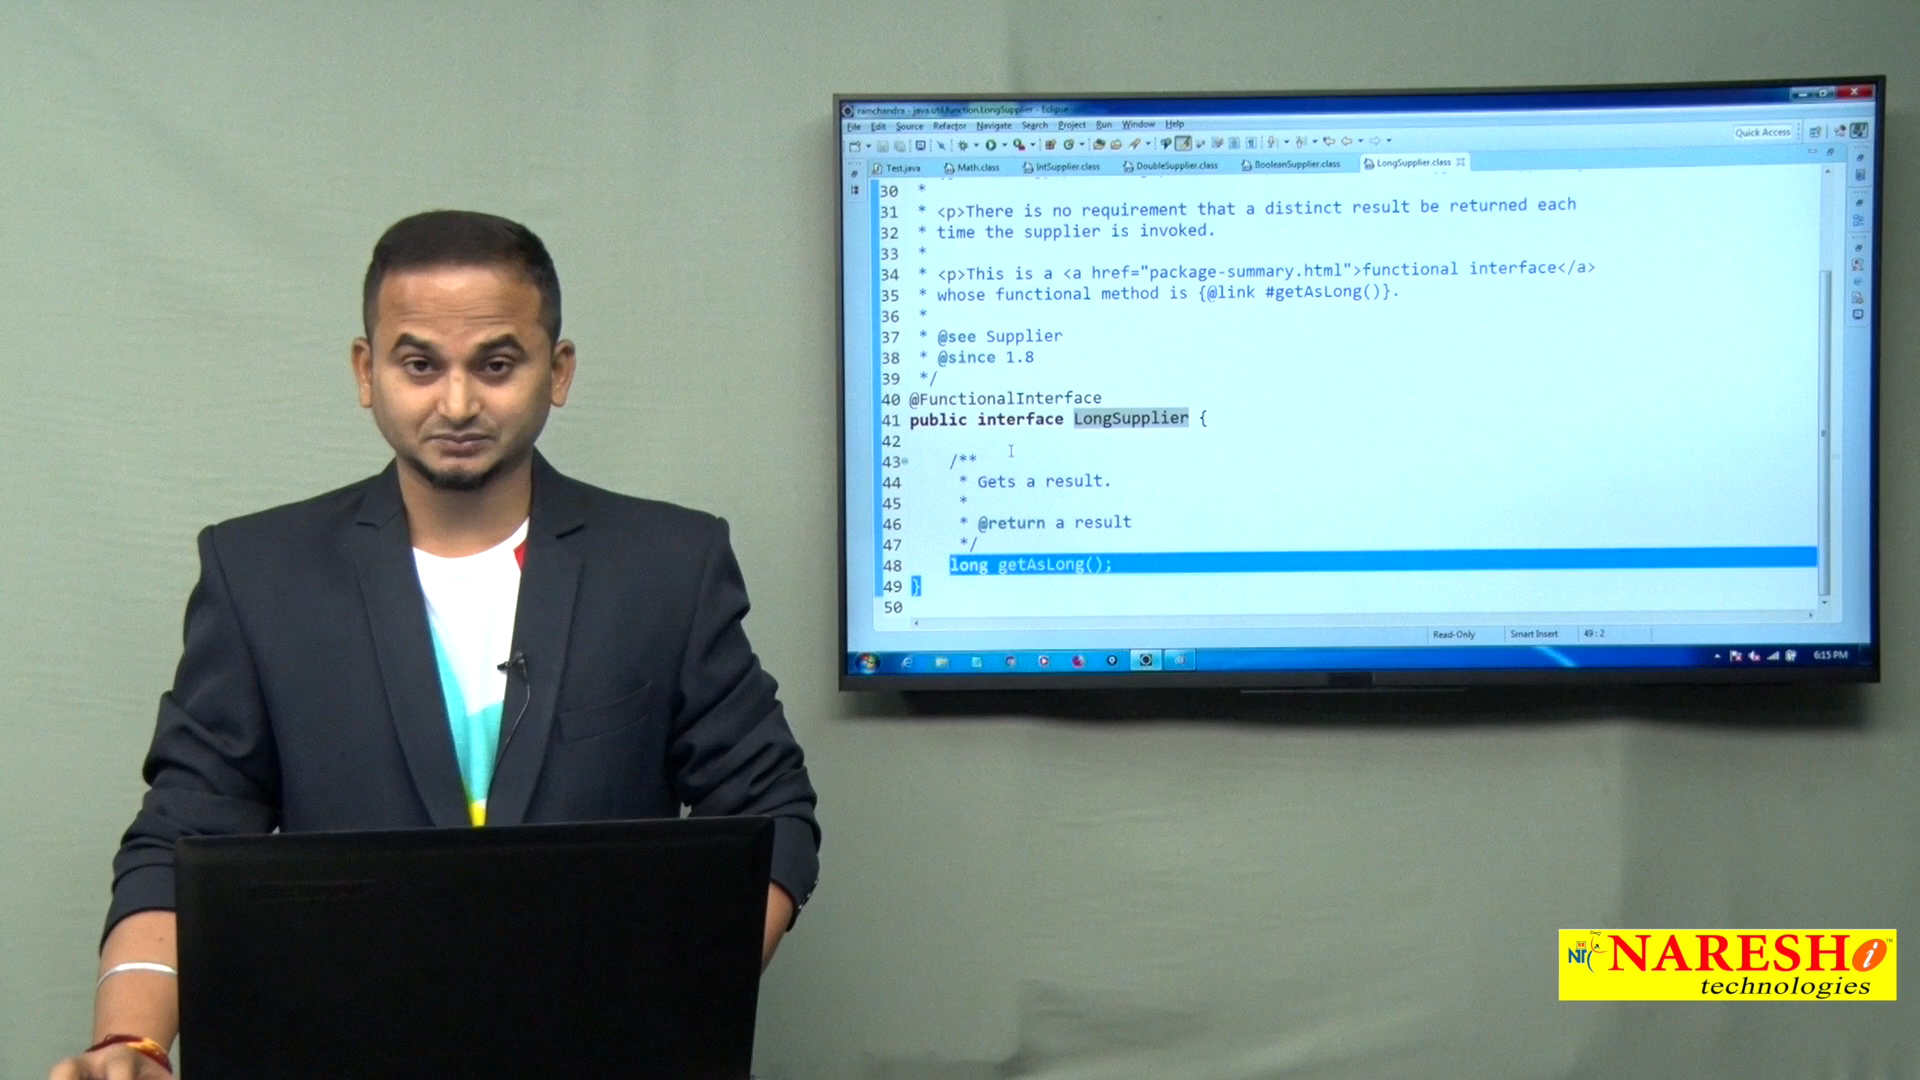 ramchandra - java.util.function.LongSupplier - Eclipse
File Edit Source Refactor Navigate Search Project Run Window Help
Quick Access
Test.java Math.class IntSupplier.class DoubleSupplier.class BooleanSupplier.class LongSupplier.class
30 *
31 * <p>There is no requirement that a distinct result be returned each
32 * time the supplier is invoked.
33 *
34 * <p>This is a <a href="package-summary.html">functional interface</a>
35 * whose functional method is {@link #getAsLong()}.
36 *
37 * @see Supplier
38 * @since 1.8
39 */
40 @FunctionalInterface
41 public interface LongSupplier {
42
43 /**
44 * Gets a result.
45 *
46 * @return a result
47 */
48 long getAsLong();
49 }
50
Read-Only Smart Insert 49 : 2
6:15 PM
NARESH i
technologies